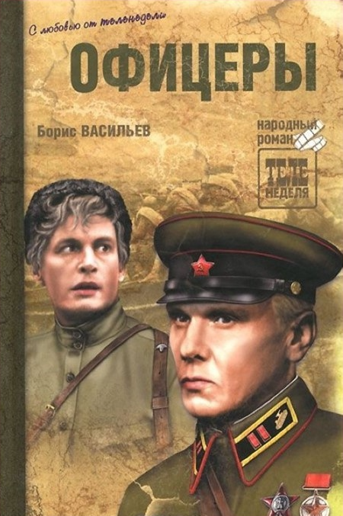 С любовью от теленедели
ОФИЦЕРЫ
Борис ВАСИЛЬЕВ
народный
роман
ТЕЛЕ
НЕДЕЛЯ